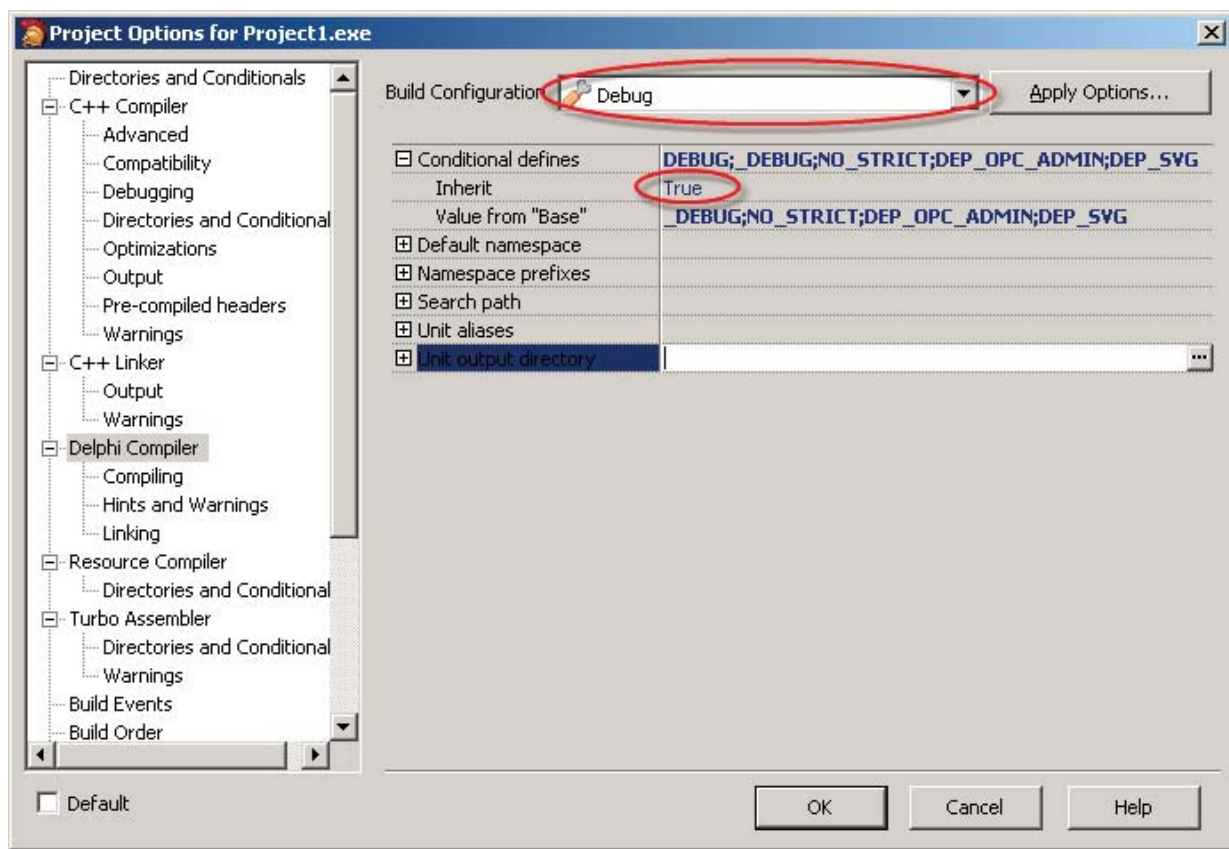 Project Options for Project1.exe
Directories and Conditionals
C++ Compiler
Advanced
Compatibility
Debugging
Directories and Conditional
Optimizations
Output
Pre-compiled headers
Warnings
C++ Linker
Output
Warnings
Delphi Compiler
Compiling
Hints and Warnings
Linking
Resource Compiler
Directories and Conditional
Turbo Assembler
Directories and Conditional
Warnings
Build Events
Build Order
Default
Build Configuration Debug Apply Options...
Conditional defines DEBUG;_DEBUG;NO_STRICT;DEP_OPC_ADMIN;DEP_SVG
Inherit True
Value from "Base" _DEBUG;NO_STRICT;DEP_OPC_ADMIN;DEP_SVG
Default namespace
Namespace prefixes
Search path
Unit aliases
Unit output directory ...
OK Cancel Help